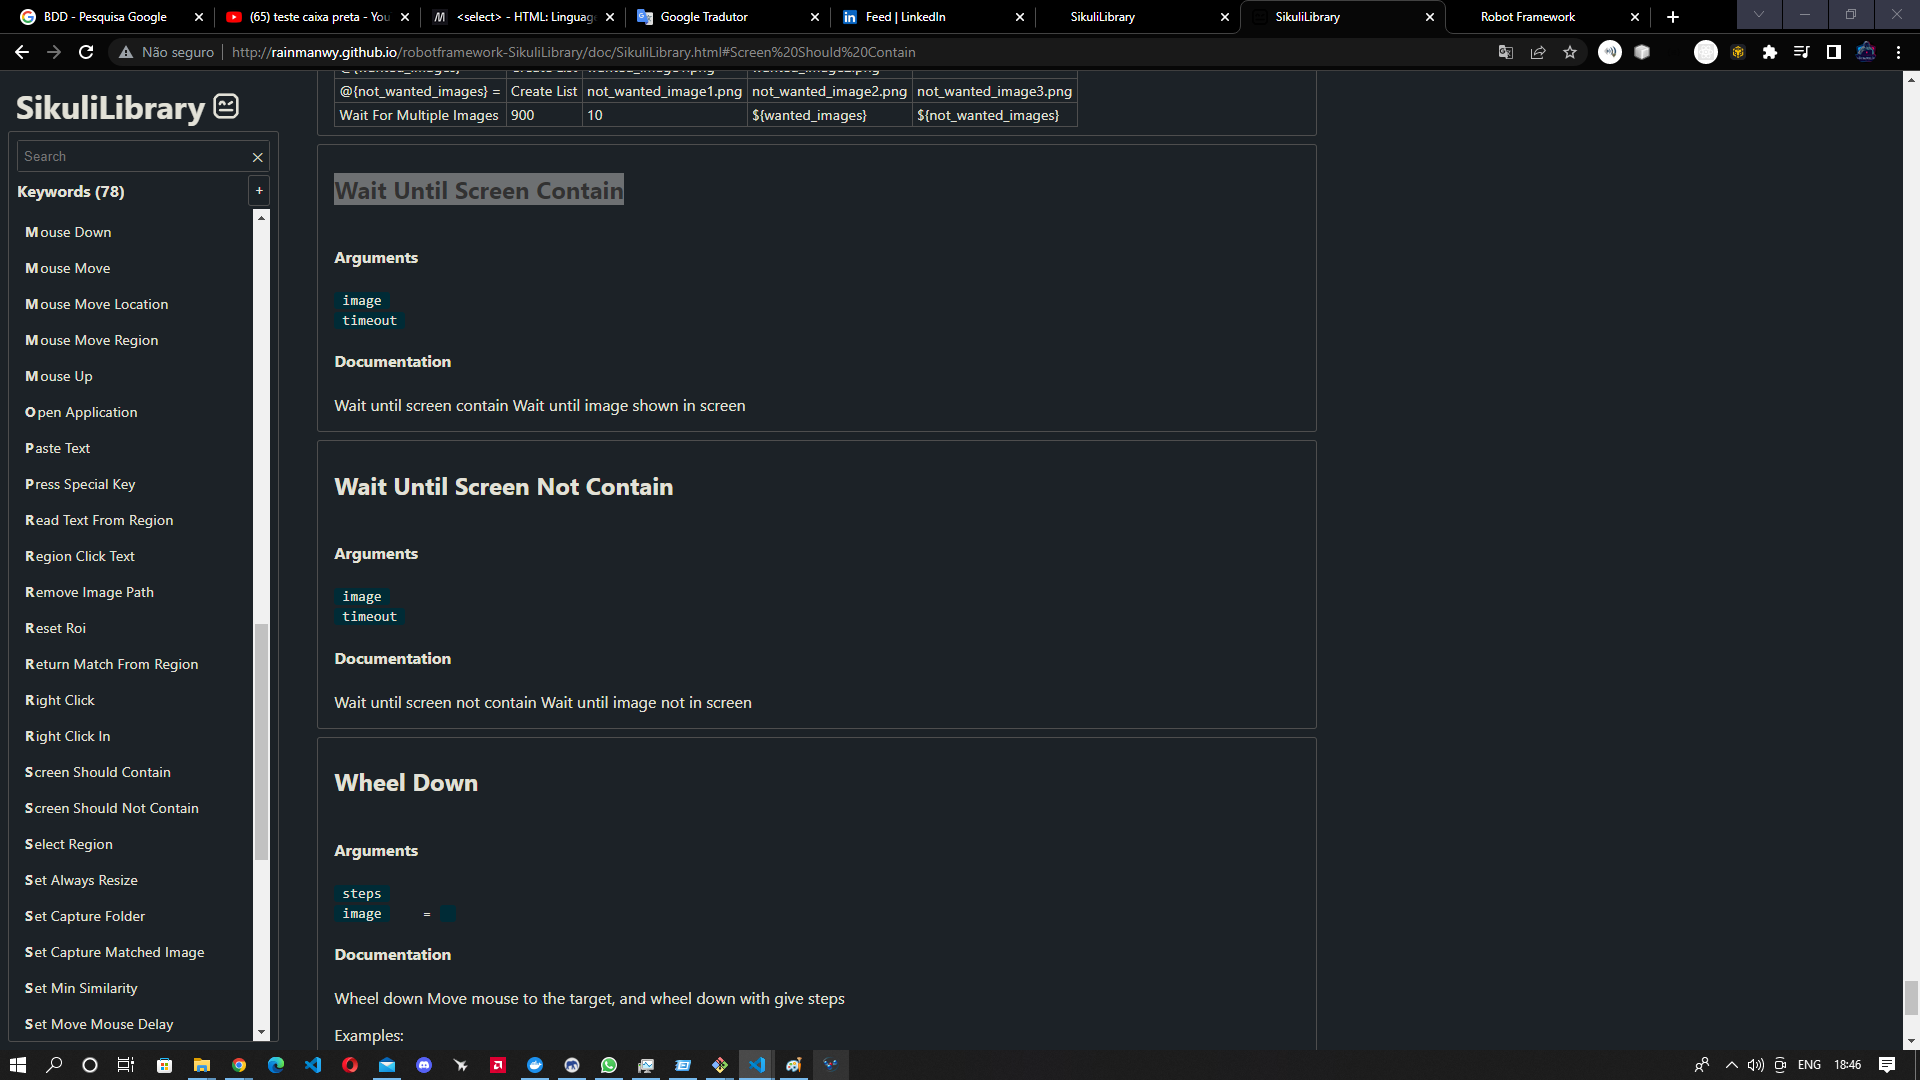 BDD - Pesquisa Google
(65) teste caixa preta - You
<select> - HTML: Linguage
Google Tradutor
Feed | LinkedIn
SikuliLibrary
SikuliLibrary
Robot Framework
Não seguro
http://rainmanwy.github.io/robotframework-SikuliLibrary/doc/SikuliLibrary.html#Screen%20Should%20Contain
SikuliLibrary
Search
Keywords (78)
+
Mouse Down
Mouse Move
Mouse Move Location
Mouse Move Region
Mouse Up
Open Application
Paste Text
Press Special Key
Read Text From Region
Region Click Text
Remove Image Path
Reset Roi
Return Match From Region
Right Click
Right Click In
Screen Should Contain
Screen Should Not Contain
Select Region
Set Always Resize
Set Capture Folder
Set Capture Matched Image
Set Min Similarity
Set Move Mouse Delay
@{wanted_images} = Create List wanted_image1.png wanted_image2.png
@{not_wanted_images} = Create List not_wanted_image1.png not_wanted_image2.png not_wanted_image3.png
Wait For Multiple Images 900 10 ${wanted_images} ${not_wanted_images}
Wait Until Screen Contain
Arguments
image
timeout
Documentation
Wait until screen contain Wait until image shown in screen
Wait Until Screen Not Contain
Arguments
image
timeout
Documentation
Wait until screen not contain Wait until image not in screen
Wheel Down
Arguments
steps
image =
Documentation
Wheel down Move mouse to the target, and wheel down with give steps
Examples:
ENG 18:46